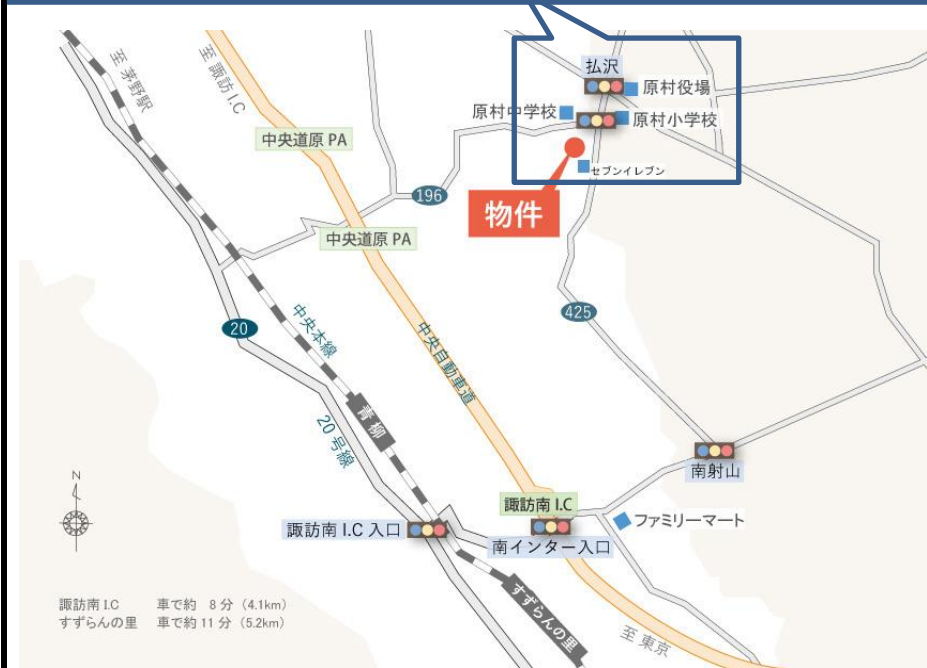 至 茅野駅
至 諏訪 I.C
払沢
原村役場
原村中学校
原村小学校
中央道原 PA
セブンイレブン
196
物件
中央道原 PA
425
20
中央本線
中央自動車道
青柳
20 号線
南射山
N
諏訪南 I.C
ファミリーマート
諏訪南 I.C 入口
南インター入口
すずらんの里
至 東京
諏訪南 I.C 車で約 8 分（4.1km）
すずらんの里 車で約 11 分（5.2km）